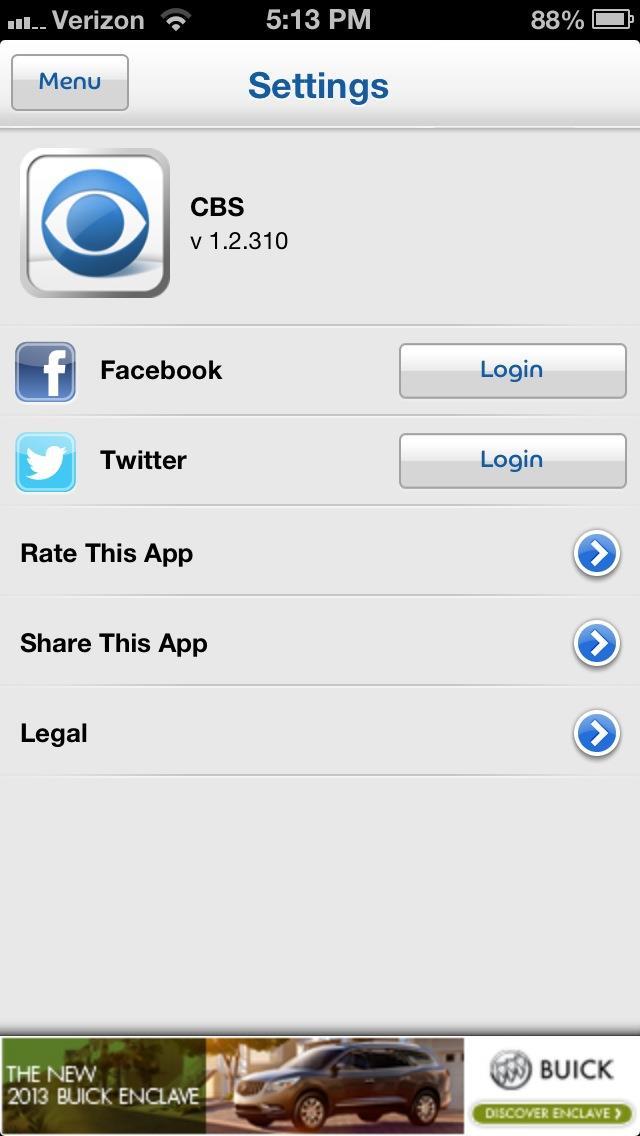 Verizon 5:13 PM 88%
Menu Settings
CBS
v 1.2.310
Facebook Login
Twitter Login
Rate This App
Share This App
Legal
THE NEW
2013 BUICK ENCLAVE
BUICK
DISCOVER ENCLAVE